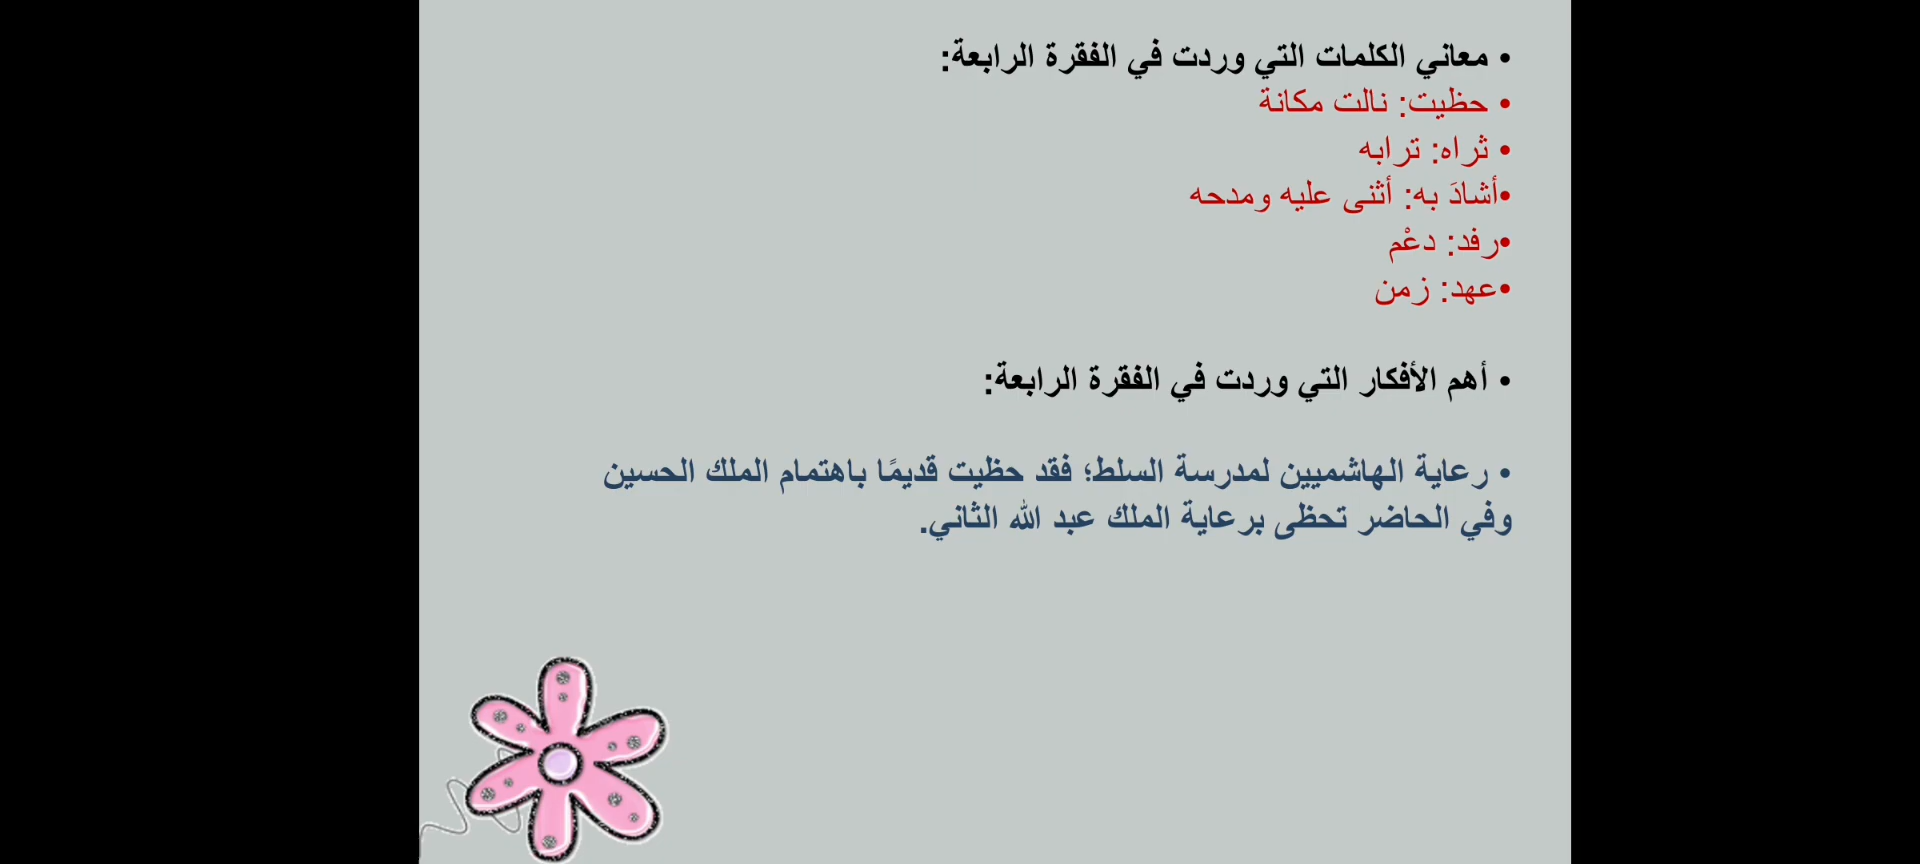 • معاني الكلمات التي وردت في الفقرة الرابعة:
• حظيت: نالت مكانة
• ثراه: ترابه
•أشادَ به: أثنى عليه ومدحه
•رفد: دعْم
•عهد: زمن
• أهم الأفكار التي وردت في الفقرة الرابعة:
• رعاية الهاشميين لمدرسة السلط؛ فقد حظيت قديمًا باهتمام الملك الحسين
وفي الحاضر تحظى برعاية الملك عبد الله الثاني.